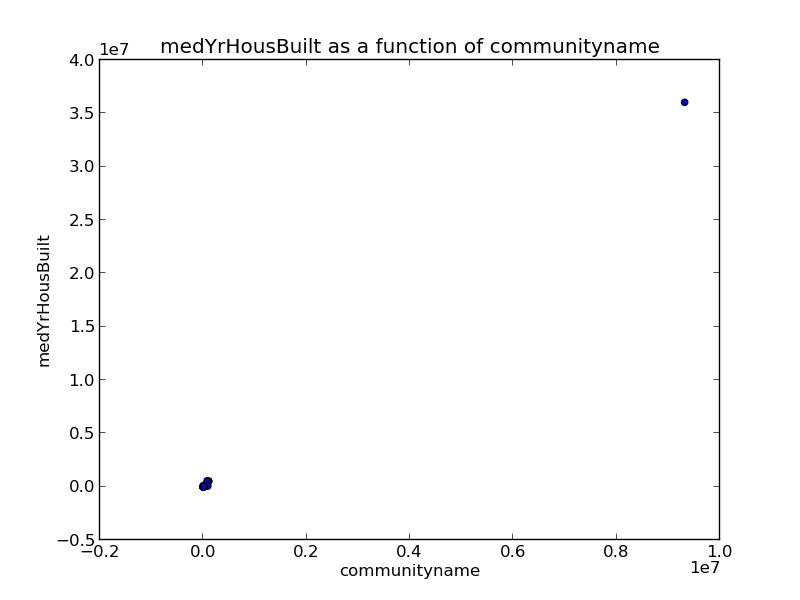 medYrHousBuilt as a function of communityname
1e7
4.0
3.5
3.0
2.5
2.0
1.5
1.0
0.5
0.0
−0.5
medYrHousBuilt
−0.2 0.0 0.2 0.4 0.6 0.8 1.0
1e7
communityname